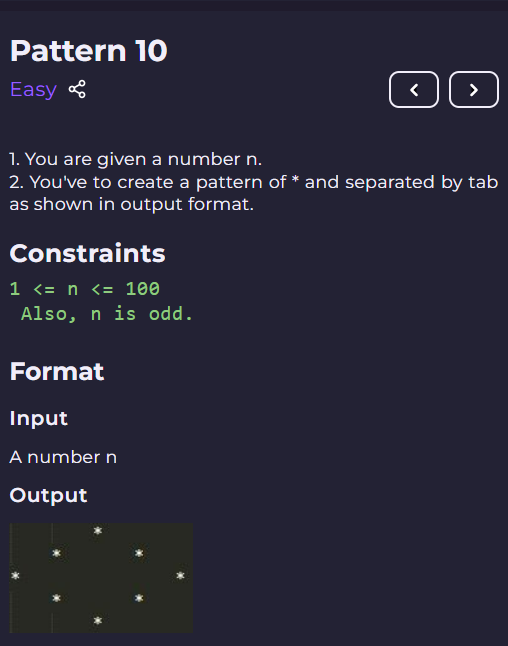 Pattern 10
Easy
1. You are given a number n.
2. You've to create a pattern of * and separated by tab
as shown in output format.
Constraints
1 <= n <= 100
Also, n is odd.
Format
Input
A number n
Output
*
* *
* *
* *
*